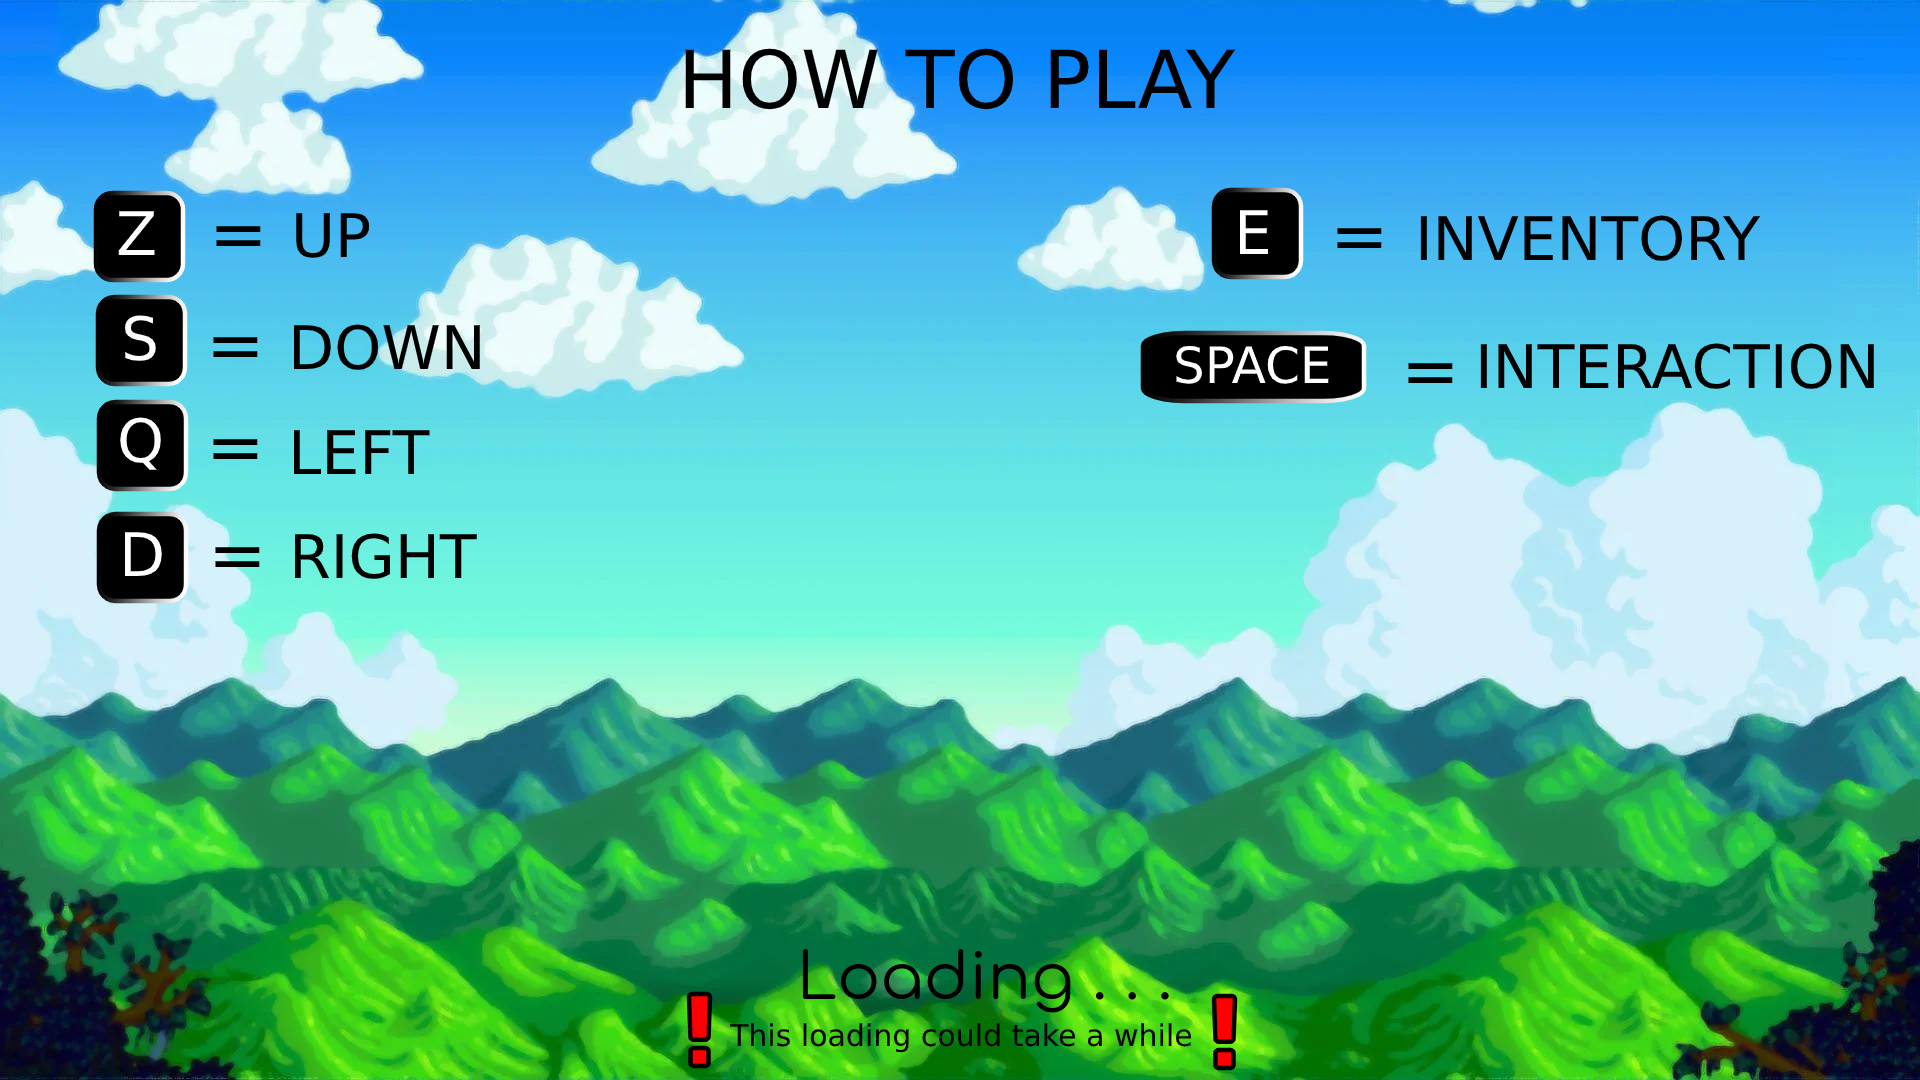 HOW TO PLAY
Z = UP
S = DOWN
Q = LEFT
D = RIGHT
E = INVENTORY
SPACE = INTERACTION
Loading . . .
! This loading could take a while !